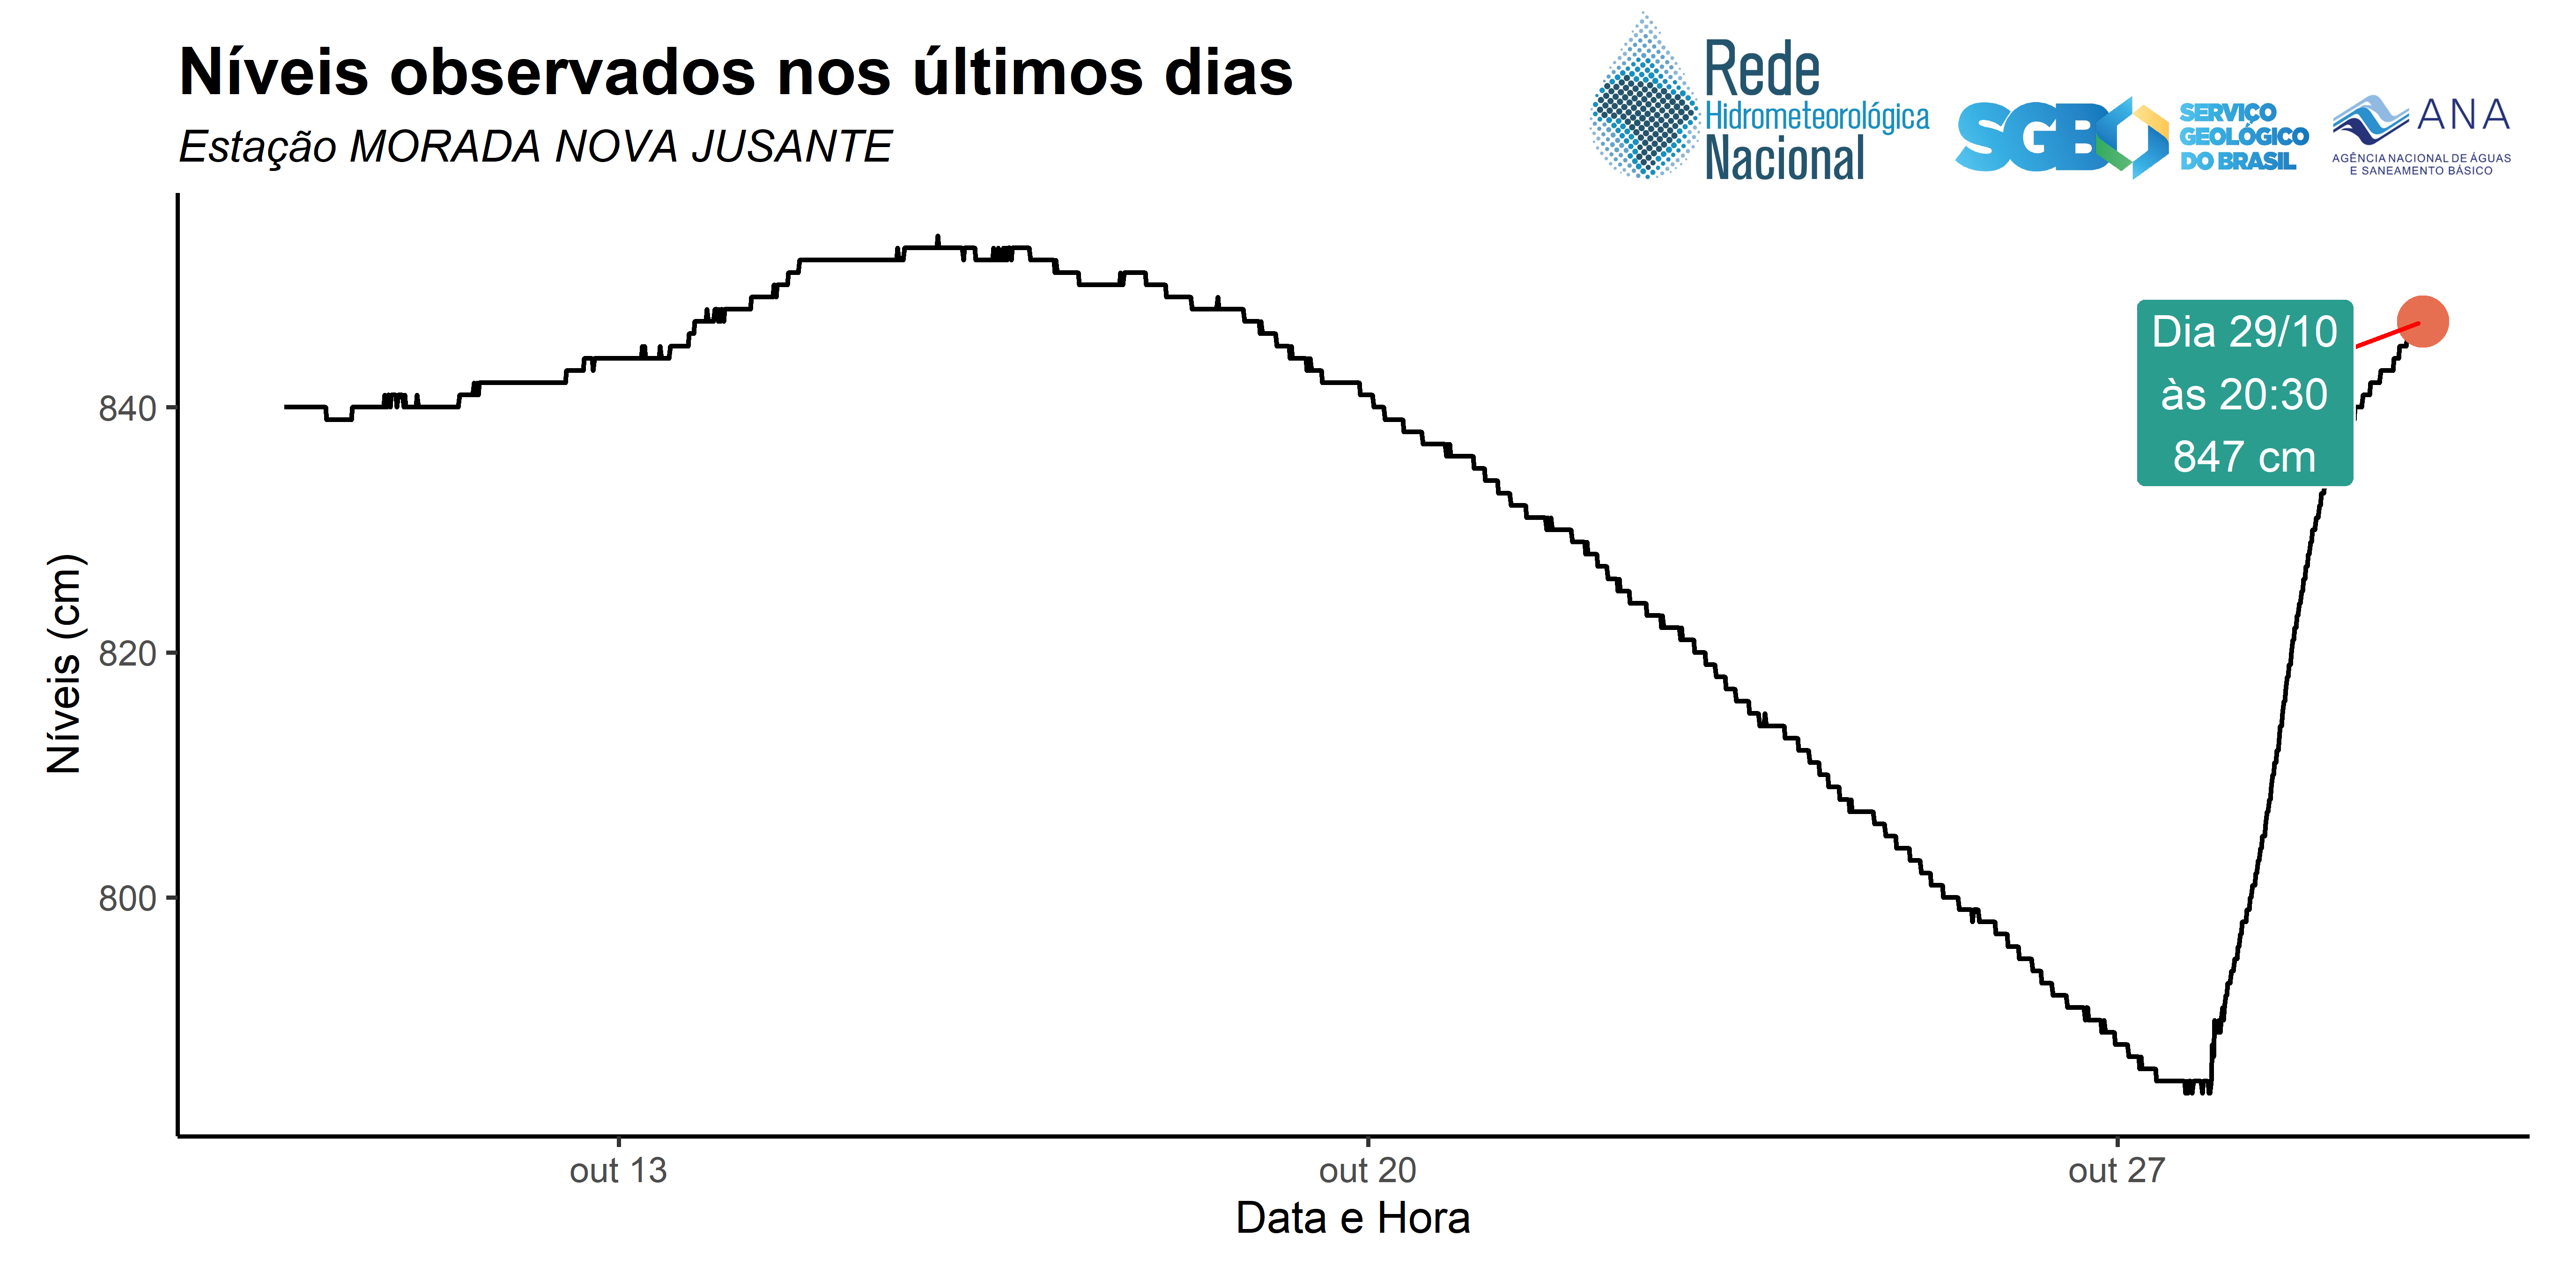 Níveis observados nos últimos dias
Estação MORADA NOVA JUSANTE
Rede
Hidrometeorológica
Nacional
SGB
SERVIÇO
GEOLÓGICO
DO BRASIL
ANA
AGÊNCIA NACIONAL DE ÁGUAS
E SANEAMENTO BÁSICO
Dia 29/10
às 20:30
847 cm
840
820
800
Níveis (cm)
out 13
out 20
out 27
Data e Hora